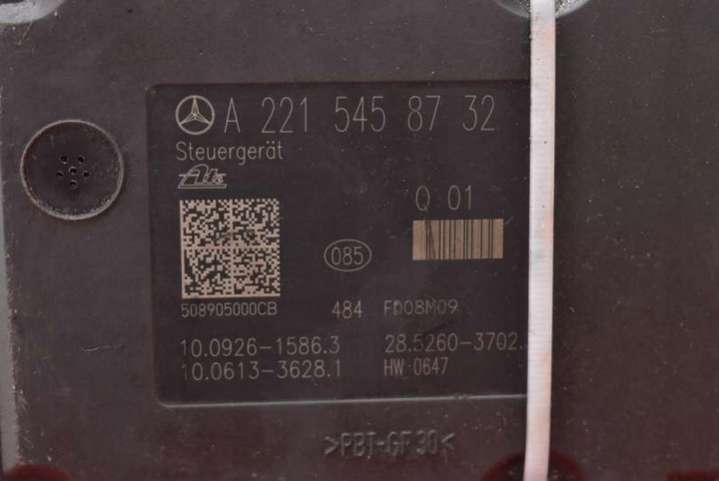 A 221 545 87 32
Steuergerät
Ate
Q 01
085
508905000CB 484 FD08M09
10.0926-1586.3 28.5260-3702.
10.0613-3628.1 HW 0647
>PBT-GF30<